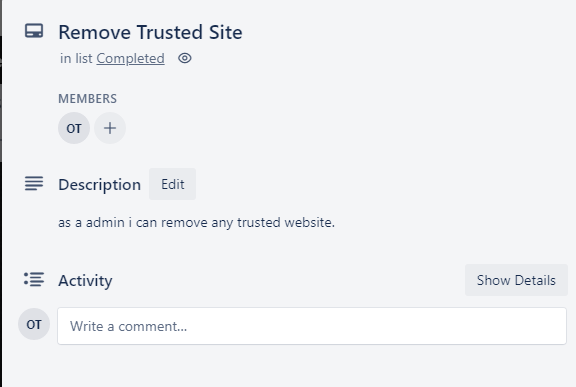 Remove Trusted Site
in list Completed
MEMBERS
OT
Description Edit
as a admin i can remove any trusted website.
Activity Show Details
OT Write a comment...